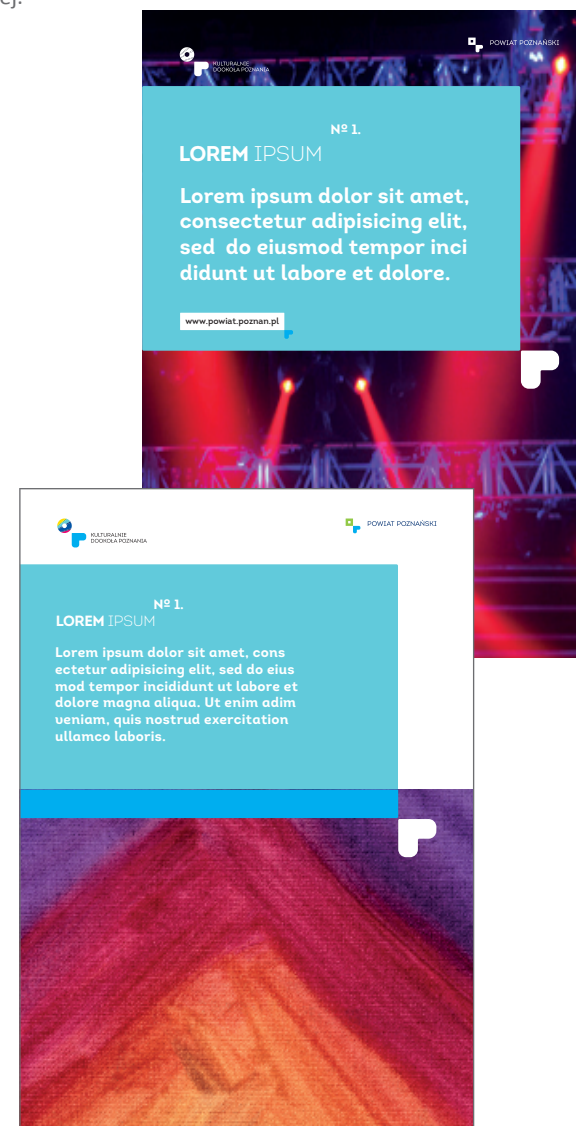 ej.
POWIAT POZNAŃSKI
KULTURALNIE
DOOKOŁA POZNANIA
Nº 1.
LOREM IPSUM
Lorem ipsum dolor sit amet,
consectetur adipisicing elit,
sed do eiusmod tempor inci
didunt ut labore et dolore.
www.powiat.poznan.pl
KULTURALNIE
DOOKOŁA POZNANIA
POWIAT POZNAŃSKI
Nº 1.
LOREM IPSUM
Lorem ipsum dolor sit amet, cons
ectetur adipisicing elit, sed do eius
mod tempor incididunt ut labore et
dolore magna aliqua. Ut enim adim
veniam, quis nostrud exercitation
ullamco laboris.